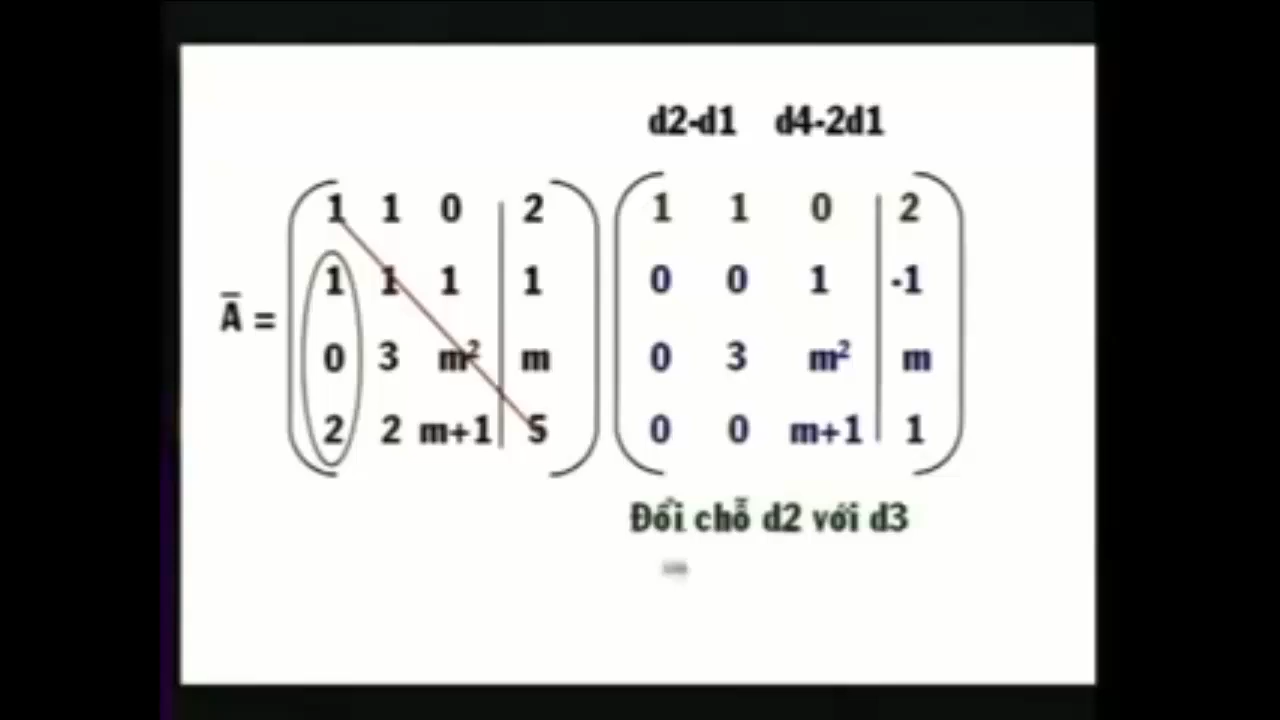 d2-d1 d4-2d1
1 1 0 2 1 1 0 2
1 1 1 1 0 0 1 -1
A̅ =
0 3 m² m 0 3 m² m
2 2 m+1 5 0 0 m+1 1
Đổi chỗ d2 với d3